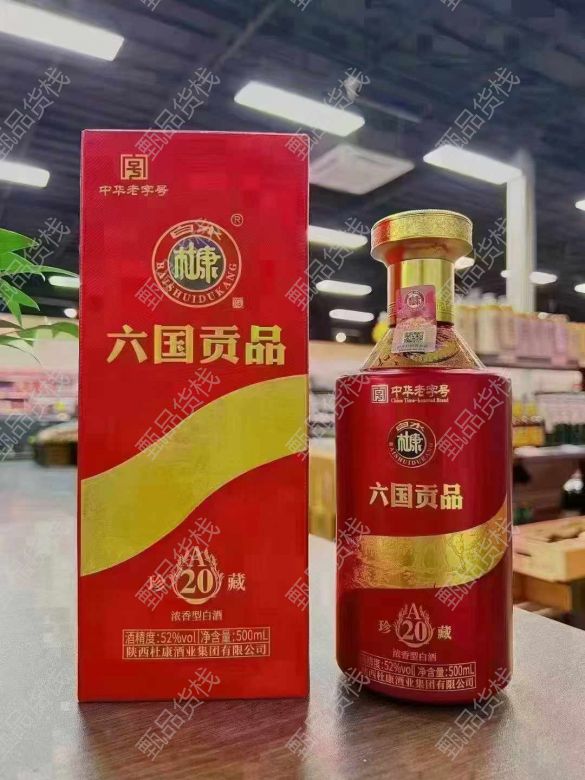 中华老字号
白水
杜康
BAISHUIDUKANG
®
六国贡品
A
珍 20 藏
浓香型白酒
酒精度:52%vol 净含量:500mL
陕西杜康酒业集团有限公司
中华老字号
China Time-honored Brand
白水
杜康
BAISHUIDUKANG
六国贡品
A
珍 20 藏
浓香型白酒
酒精度:52%vol 净含量:500mL
陕西杜康酒业集团有限公司
甄品货栈